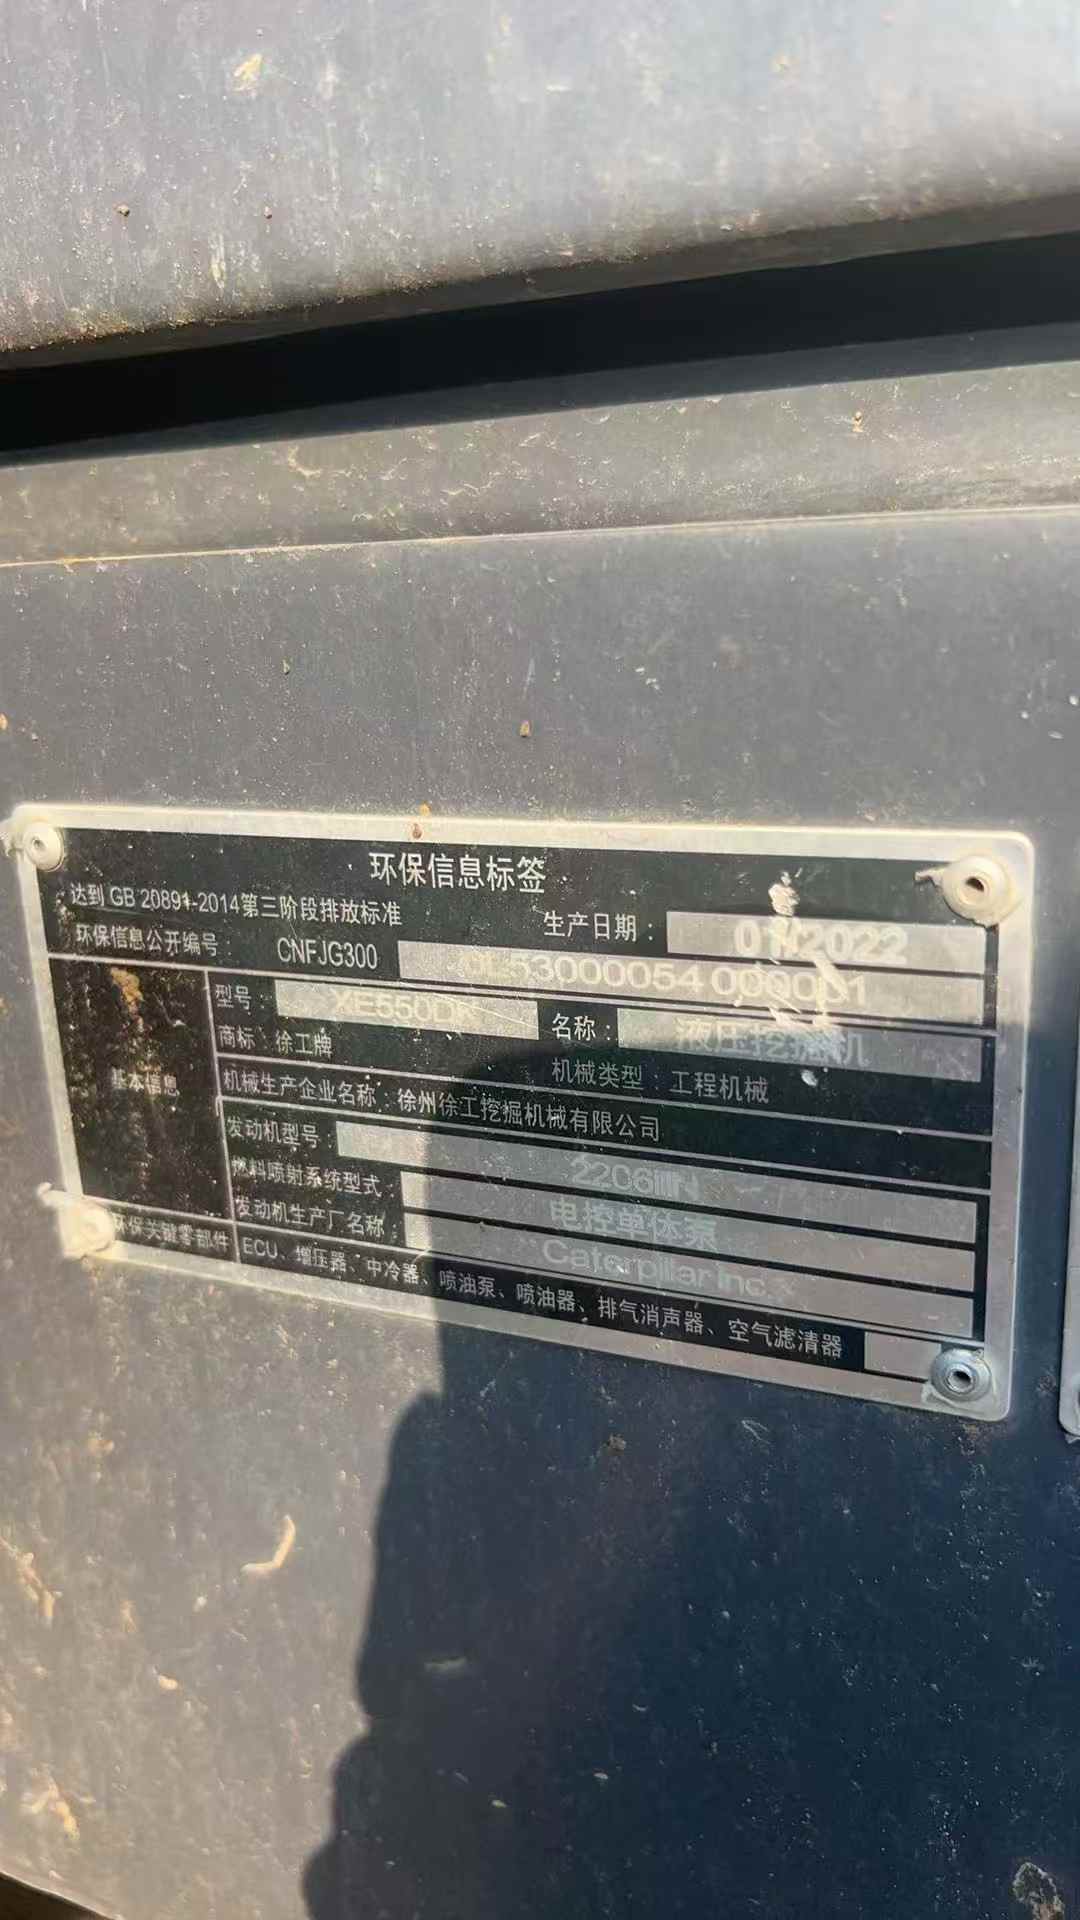 环保信息标签
达到 GB 20891-2014第三阶段排放标准
生产日期： 01/2022
环保信息公开编号： CNFJG300 0L53000054 000001
基本信息
型号： XE550DK
名称： 液压挖掘机
商标：徐工牌
机械类型：工程机械
机械生产企业名称：徐州徐工挖掘机械有限公司
发动机型号：
燃料喷射系统型式： 电控单体泵
发动机生产厂名称： Caterpillar Inc.
环保关键零部件
ECU、增压器、中冷器、喷油泵、喷油器、排气消声器、空气滤清器